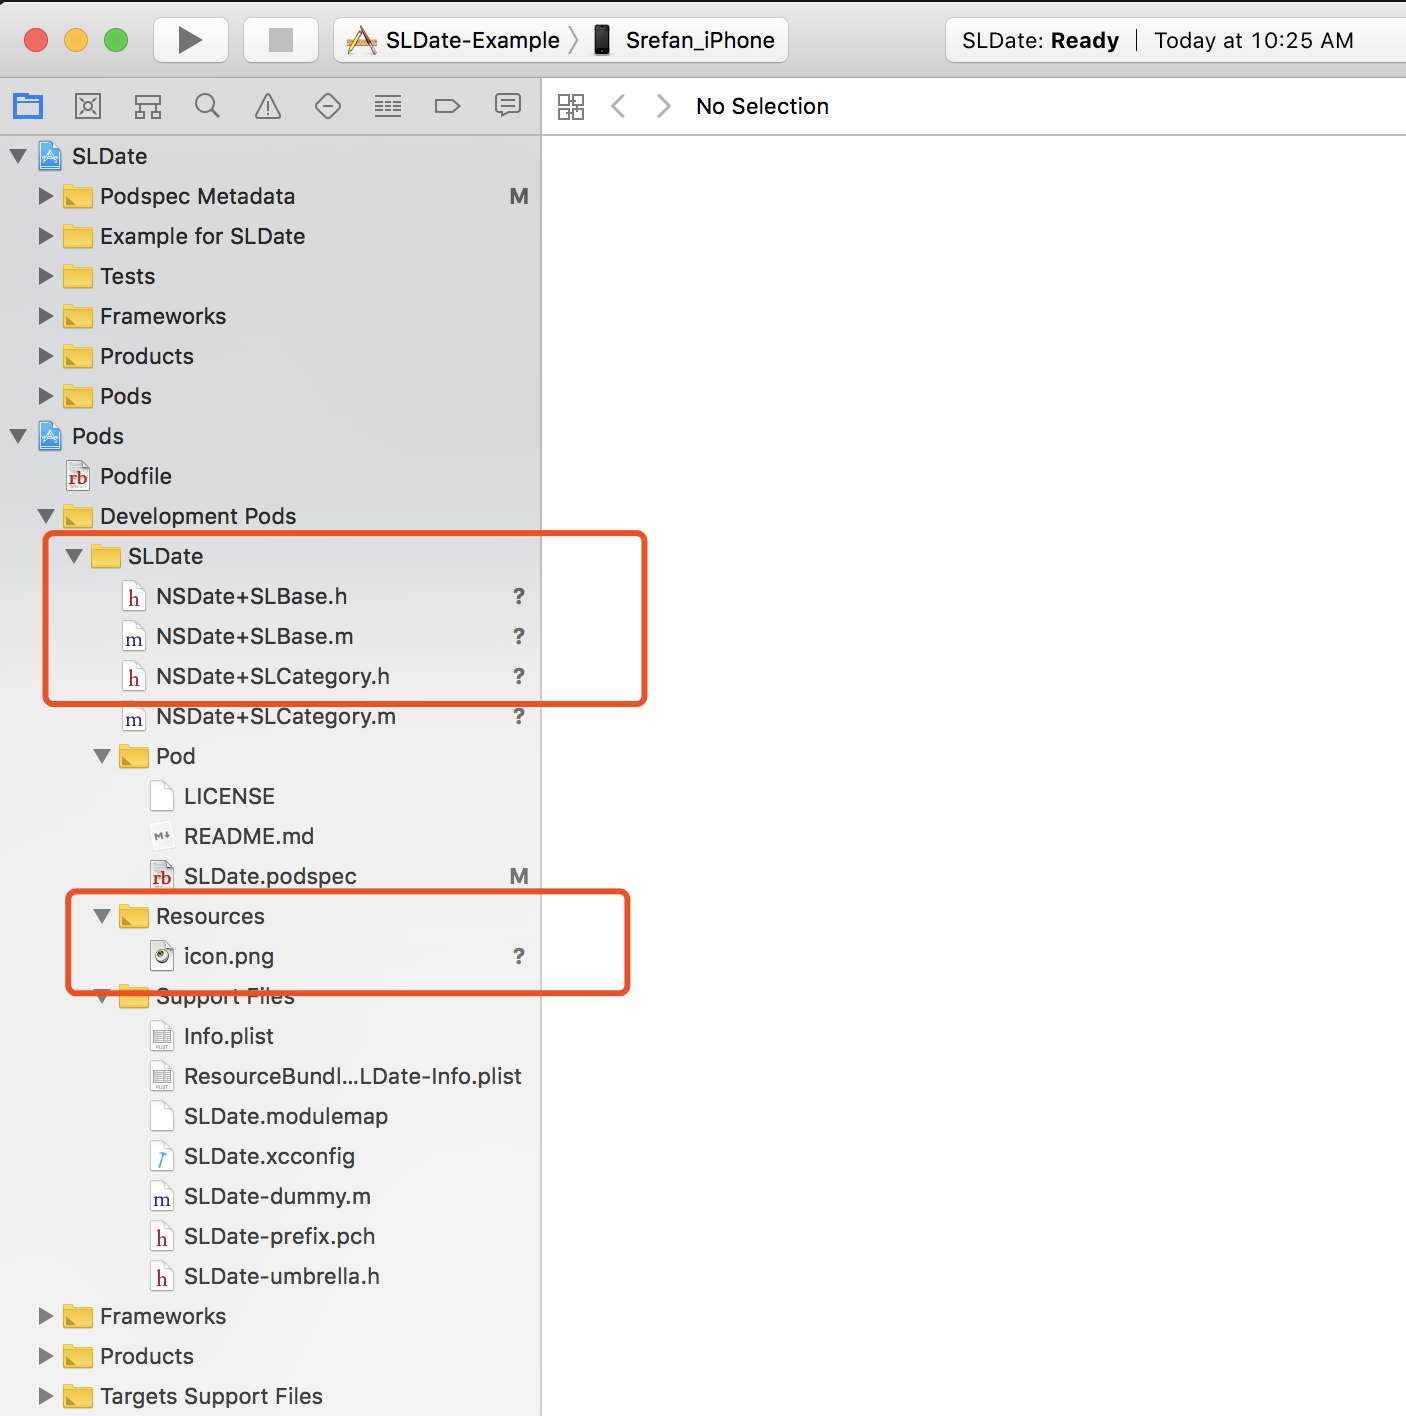 SLDate-Example Srefan_iPhone SLDate: Ready Today at 10:25 AM
No Selection
SLDate
Podspec Metadata M
Example for SLDate
Tests
Frameworks
Products
Pods
Pods
rb Podfile
Development Pods
SLDate
h NSDate+SLBase.h ?
m NSDate+SLBase.m ?
h NSDate+SLCategory.h ?
m NSDate+SLCategory.m ?
Pod
LICENSE
M↓ README.md
rb SLDate.podspec M
Resources
icon.png ?
Support Files
PLIST Info.plist
PLIST ResourceBundl...LDate-Info.plist
SLDate.modulemap
SLDate.xcconfig
m SLDate-dummy.m
h SLDate-prefix.pch
h SLDate-umbrella.h
Frameworks
Products
Targets Support Files